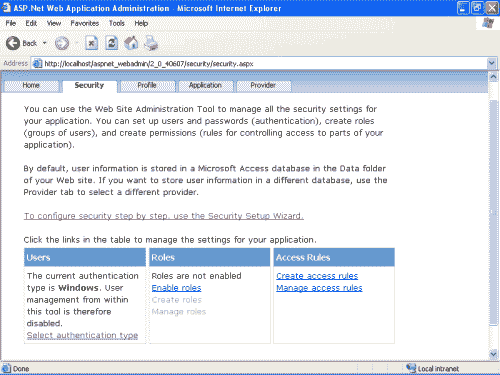 ASP.Net Web Application Administration - Microsoft Internet Explorer
File Edit View Favorites Tools Help
Back
Address http://localhost/aspnet_webadmin/2_0_40607/security/security.aspx
Home Security Profile Application Provider
You can use the Web Site Administration Tool to manage all the security settings for
your application. You can set up users and passwords (authentication), create roles
(groups of users), and create permissions (rules for controlling access to parts of your
application).
By default, user information is stored in a Microsoft Access database in the Data folder
of your Web site. If you want to store user information in a different database, use the
Provider tab to select a different provider.
To configure security step by step, use the Security Setup Wizard.
Click the links in the table to manage the settings for your application.
Users Roles Access Rules
The current authentication
type is Windows. User
management from within
this tool is therefore
disabled.
Select authentication type
Roles are not enabled
Enable roles
Create roles
Manage roles
Create access rules
Manage access rules
Done Local intranet